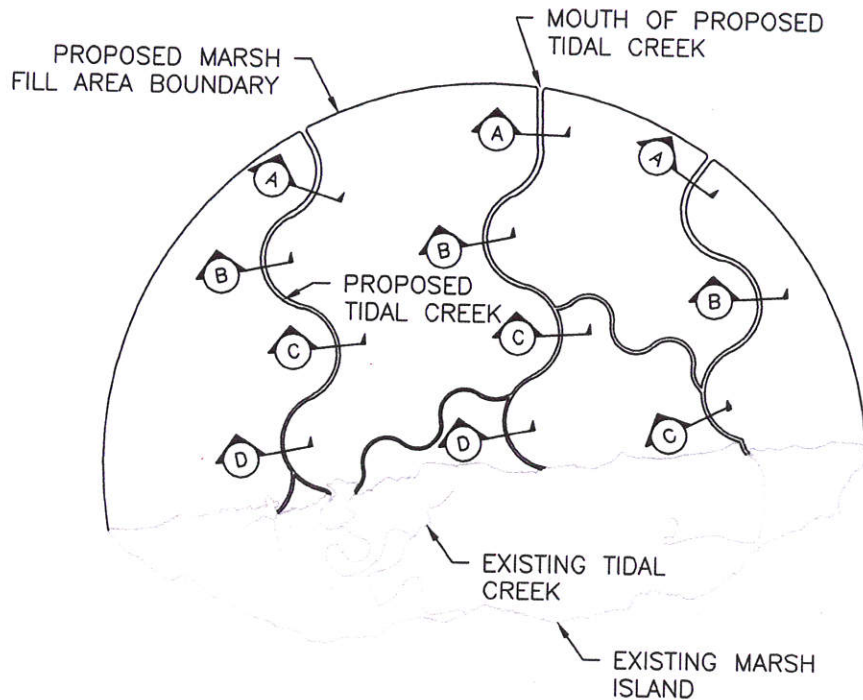 MOUTH OF PROPOSED
TIDAL CREEK
PROPOSED MARSH
FILL AREA BOUNDARY
A
A
A
B
B
B
PROPOSED
TIDAL CREEK
C
C
C
D
D
EXISTING TIDAL
CREEK
EXISTING MARSH
ISLAND